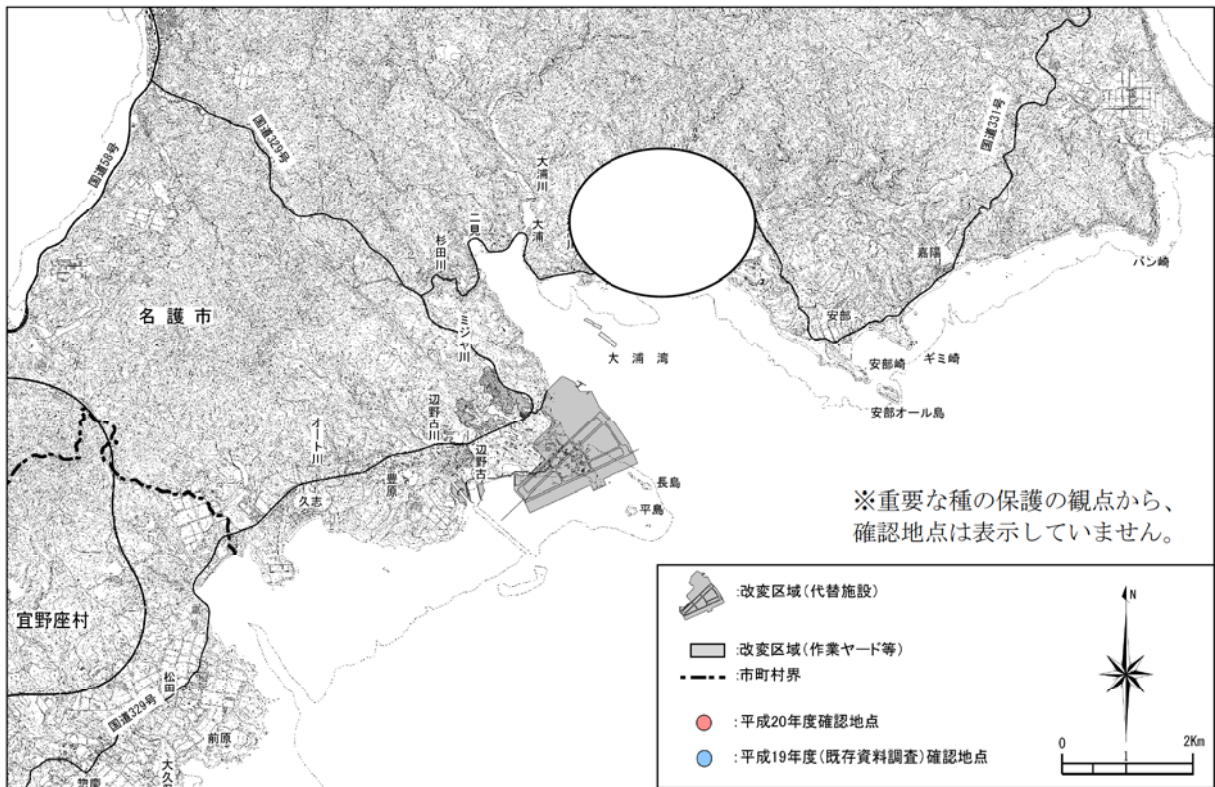 国道58号
国道329号
国道331号
大浦川
大浦
二見
杉田川
嘉陽
バン崎
名護市
ミジャ川
大浦湾
安部
安部崎
ギミ崎
安部オール島
辺野古川
辺野古
オート川
豊原
久志
長島
平島
※重要な種の保護の観点から、
確認地点は表示していません。
宜野座村
松田
国道329号
前原
惣慶
:改変区域(代替施設)
:改変区域(作業ヤード等)
:市町村界
:平成20年度確認地点
:平成19年度(既存資料調査)確認地点
N
0 1 2Km